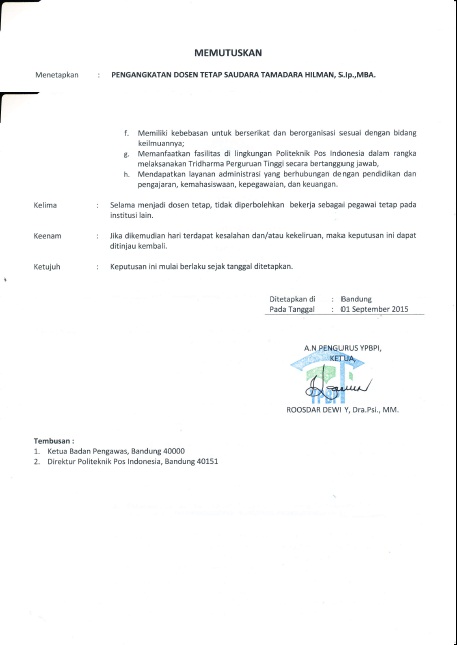 MEMUTUSKAN
Menetapkan : PENGANGKATAN DOSEN TETAP SAUDARA TAMADARA HILMAN, S.Ip.,MBA.
f. Memiliki kebebasan untuk berserikat dan berorganisasi sesuai dengan bidang
keilmuannya;
g. Memanfaatkan fasilitas di lingkungan Politeknik Pos Indonesia dalam rangka
melaksanakan Tridharma Perguruan Tinggi secara bertanggung jawab,
h. Mendapatkan layanan administrasi yang berhubungan dengan pendidikan dan
pengajaran, kemahasiswaan, kepegawaian, dan keuangan.
Kelima : Selama menjadi dosen tetap, tidak diperbolehkan bekerja sebagai pegawai tetap pada
institusi lain.
Keenam : Jika dikemudian hari terdapat kesalahan dan/atau kekeliruan, maka keputusan ini dapat
ditinjau kembali.
Ketujuh : Keputusan ini mulai berlaku sejak tanggal ditetapkan.
Ditetapkan di : Bandung
Pada Tanggal : 01 September 2015
A.N PENGURUS YPBPI,
KETUA,
ROOSDAR DEWI Y, Dra.Psi., MM.
Tembusan :
1. Ketua Badan Pengawas, Bandung 40000
2. Direktur Politeknik Pos Indonesia, Bandung 40151